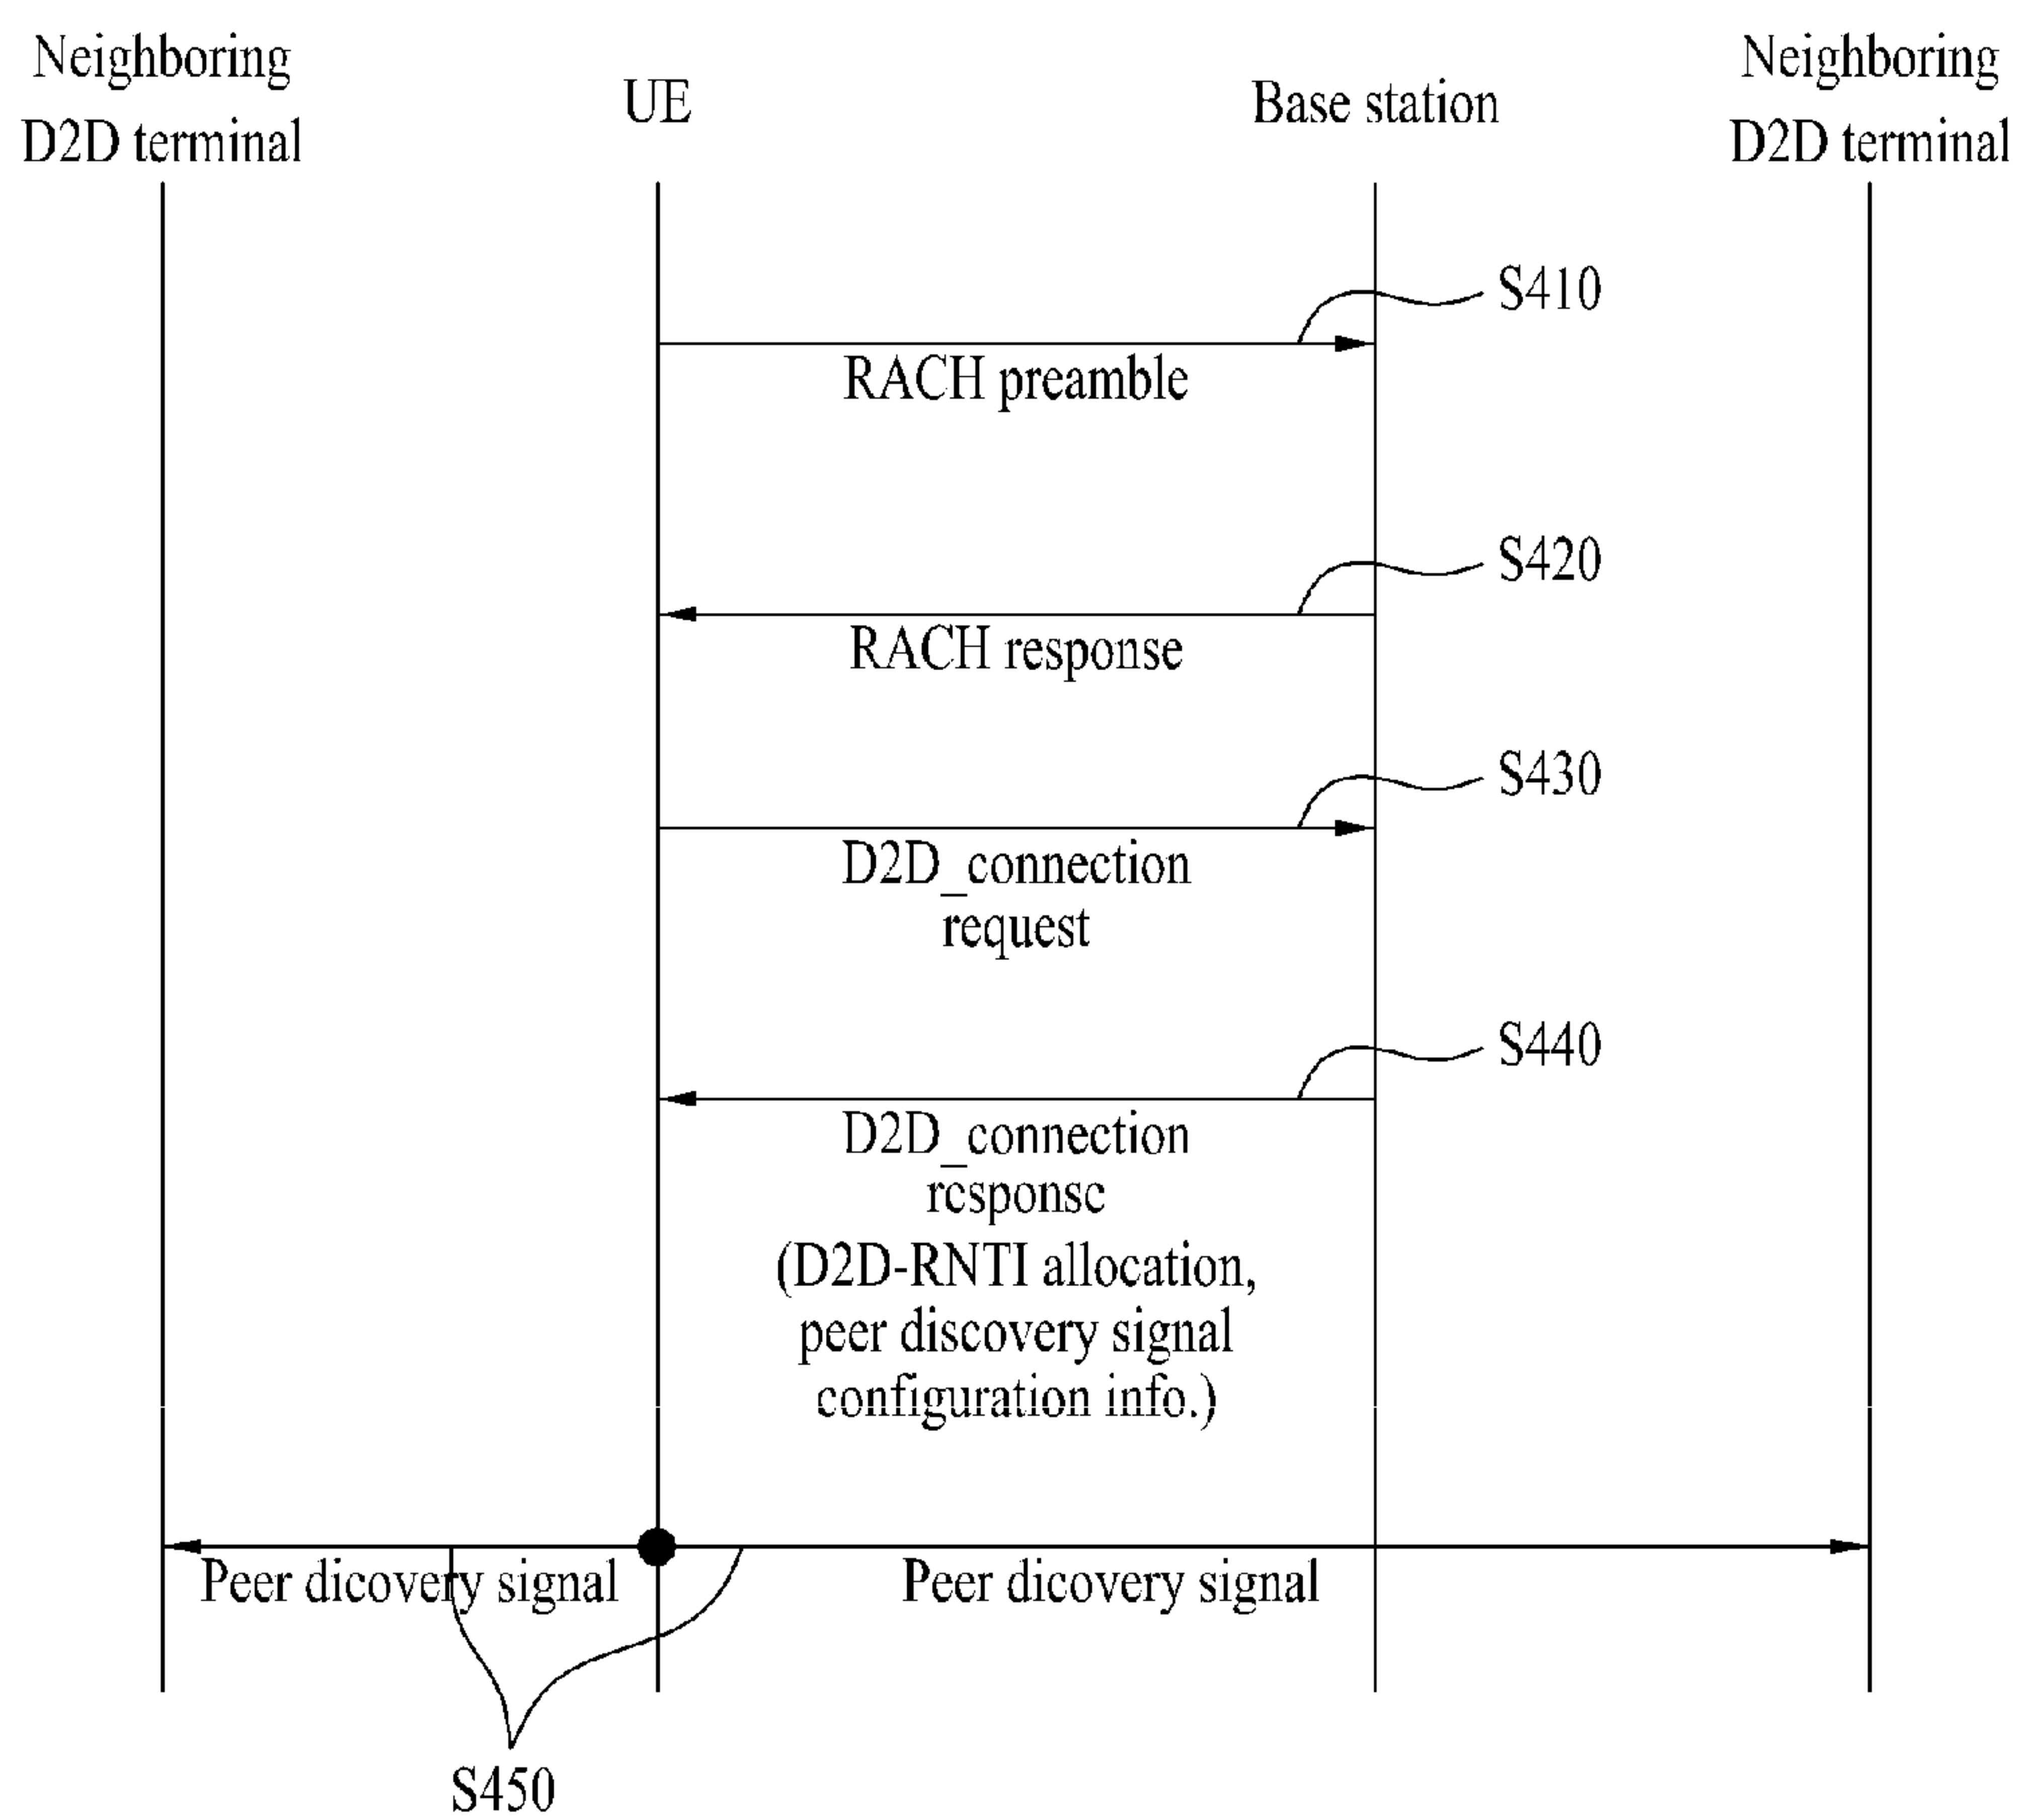 Neighboring
D2D terminal
UE
Base station
Neighboring
D2D terminal
S410
RACH preamble
S420
RACH response
S430
D2D_connection
request
S440
D2D_connection
response
(D2D-RNTI allocation,
peer discovery signal
configuration info.)
Peer dicovery signal
Peer dicovery signal
S450